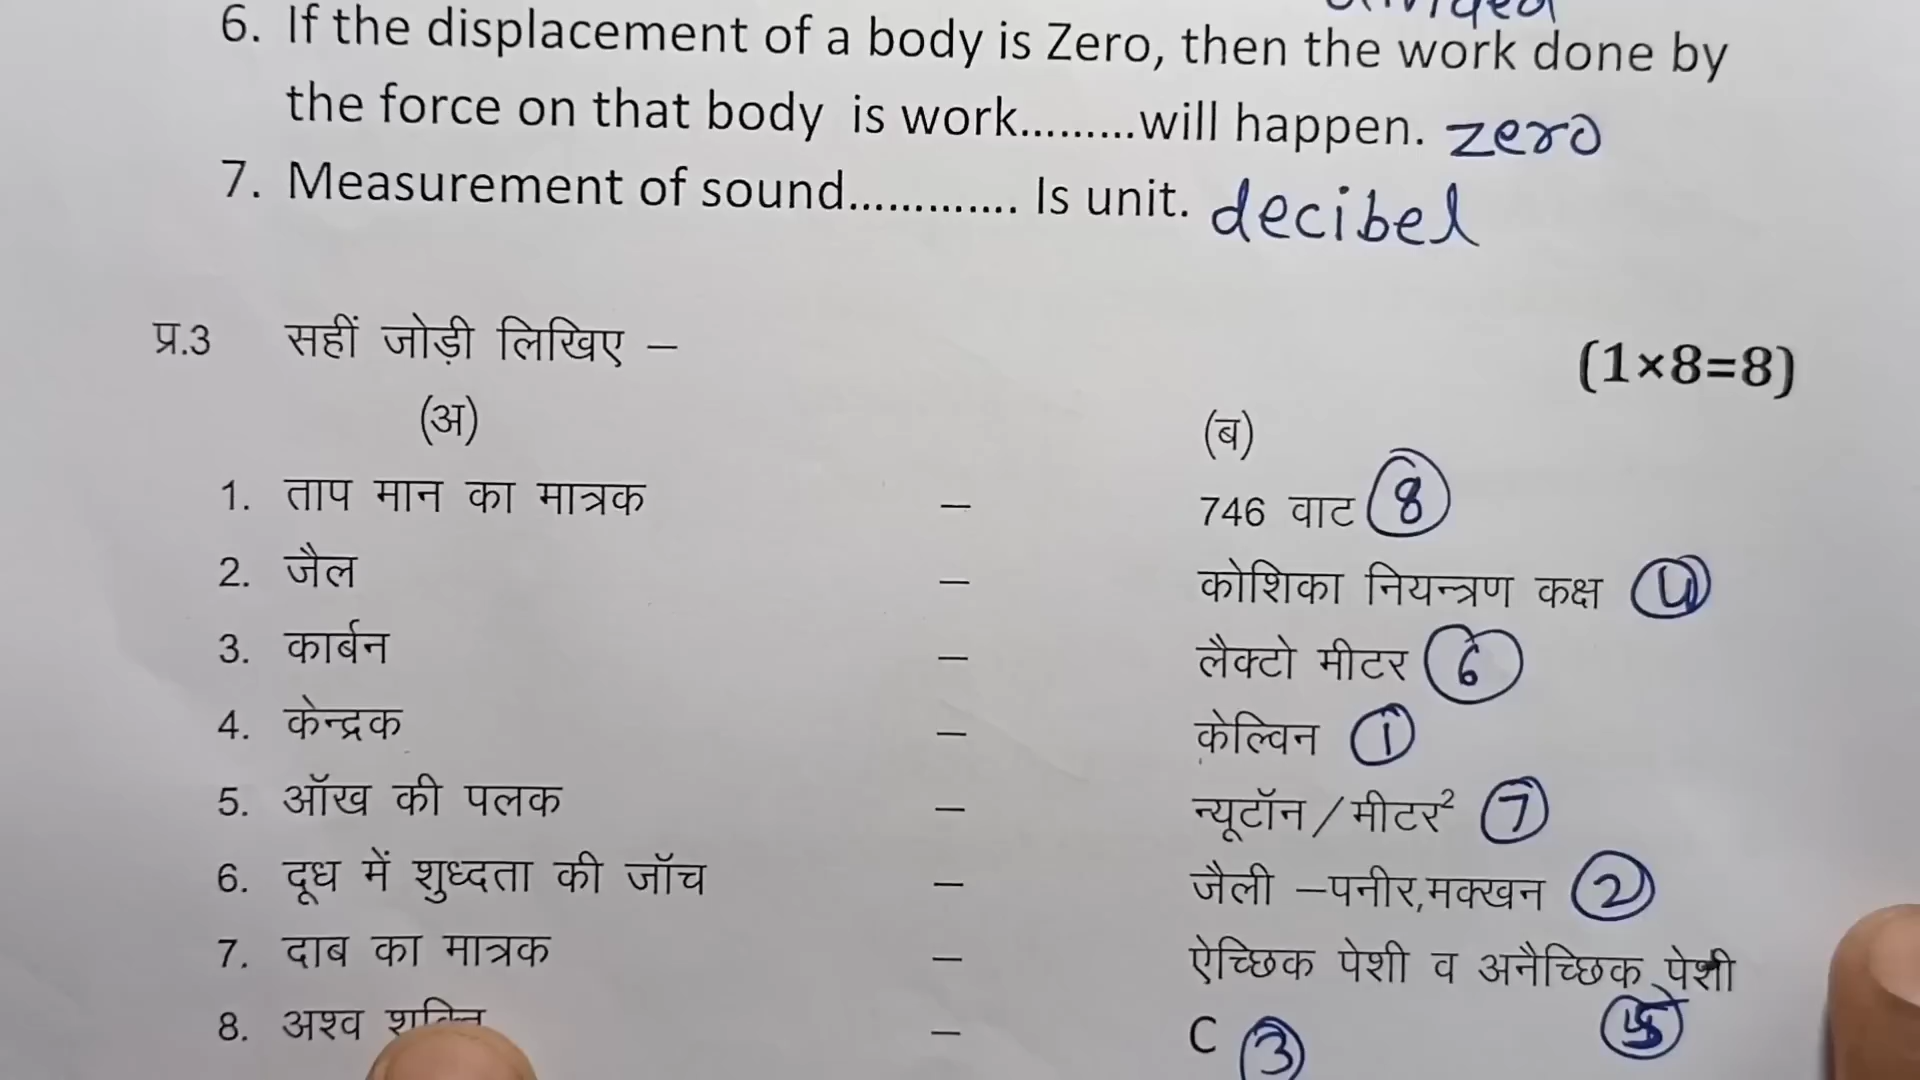 6. If the displacement of a body is Zero, then the work done by
the force on that body is work.........will happen. zero
7. Measurement of sound............. Is unit. decibel
प्र.3 सहीं जोड़ी लिखिए – (1×8=8)
(अ) (ब)
1. ताप मान का मात्रक – 746 वाट 8
2. जैल – कोशिका नियन्त्रण कक्ष 4
3. कार्बन – लैक्टो मीटर 6
4. केन्द्रक – केल्विन 1
5. ऑख की पलक – न्यूटॉन/मीटर² 7
6. दूध में शुध्दता की जॉच – जैली –पनीर,मक्खन 2
7. दाब का मात्रक – ऐच्छिक पेशी व अनैच्छिक पेशी 5
8. अश्व शक्ति – C 3